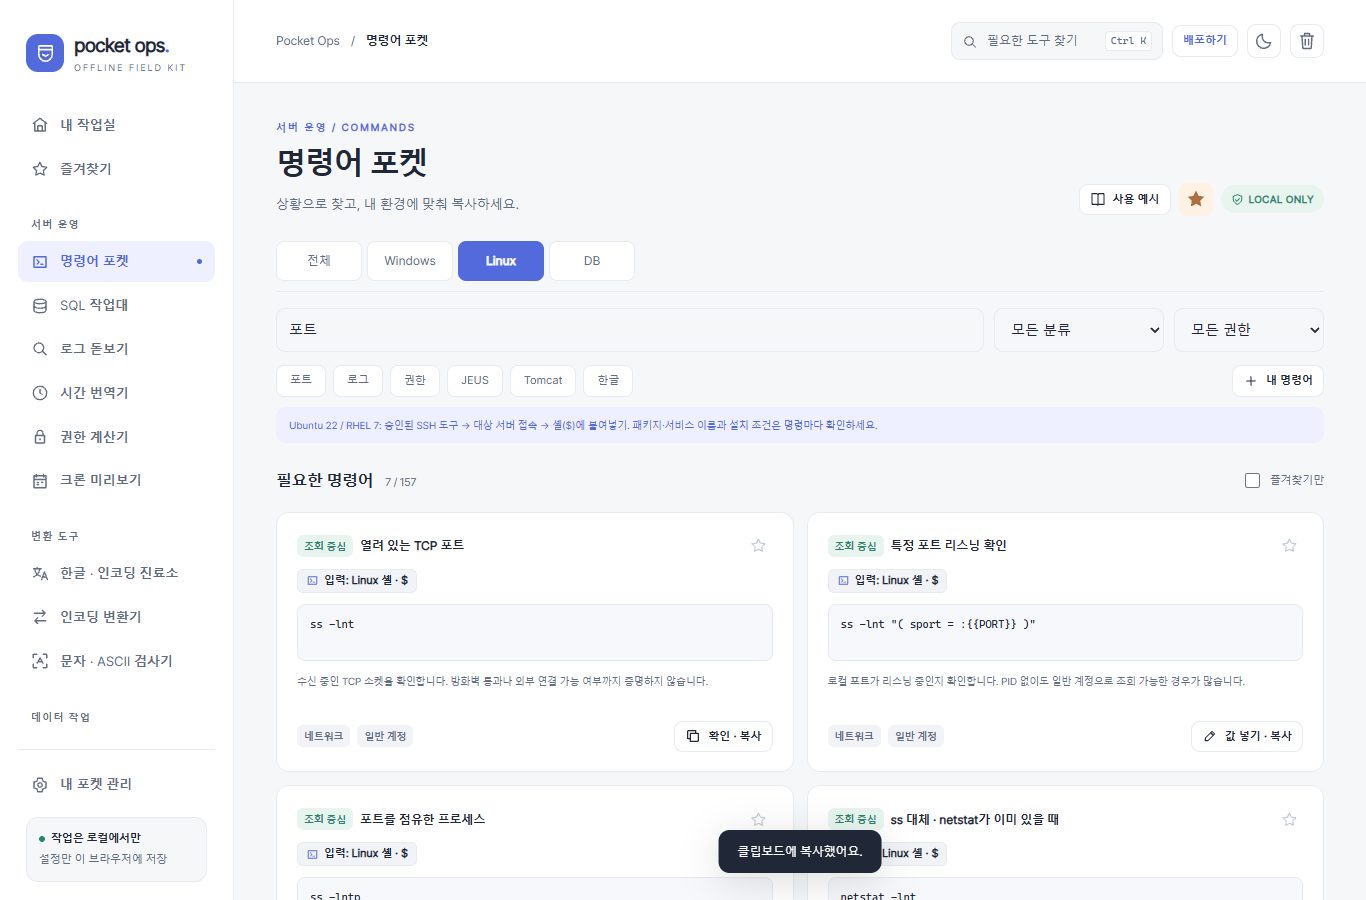 pocket ops.
OFFLINE FIELD KIT
내 작업실
즐겨찾기
서버 운영
명령어 포켓
SQL 작업대
로그 돋보기
시간 번역기
권한 계산기
크론 미리보기
변환 도구
한글 · 인코딩 진료소
인코딩 변환기
문자 · ASCII 검사기
데이터 작업
내 포켓 관리
작업은 로컬에서만
설정만 이 브라우저에 저장
Pocket Ops / 명령어 포켓
필요한 도구 찾기 Ctrl K
배포하기
서버 운영 / COMMANDS
명령어 포켓
상황으로 찾고, 내 환경에 맞춰 복사하세요.
사용 예시
LOCAL ONLY
전체 Windows Linux DB
포트
모든 분류
모든 권한
포트 로그 권한 JEUS Tomcat 한글
내 명령어
Ubuntu 22 / RHEL 7: 승인된 SSH 도구 → 대상 서버 접속 → 셸($)에 붙여넣기. 패키지·서비스 이름과 설치 조건은 명령마다 확인하세요.
필요한 명령어 7 / 157
즐겨찾기만
조회 중심 열려 있는 TCP 포트
입력: Linux 셸 · $
ss -lnt
수신 중인 TCP 소켓을 확인합니다. 방화벽 통과나 외부 연결 가능 여부까지 증명하지 않습니다.
네트워크 일반 계정
확인 · 복사
조회 중심 특정 포트 리스닝 확인
입력: Linux 셸 · $
ss -lnt "( sport = :{{PORT}} )"
로컬 포트가 리스닝 중인지 확인합니다. PID 없이도 일반 계정으로 조회 가능한 경우가 많습니다.
네트워크 일반 계정
값 넣기 · 복사
조회 중심 포트를 점유한 프로세스
입력: Linux 셸 · $
ss -lntp
조회 중심 ss 대체 · netstat가 이미 있을 때
Linux 셸 · $
netstat -lnt
클립보드에 복사했어요.